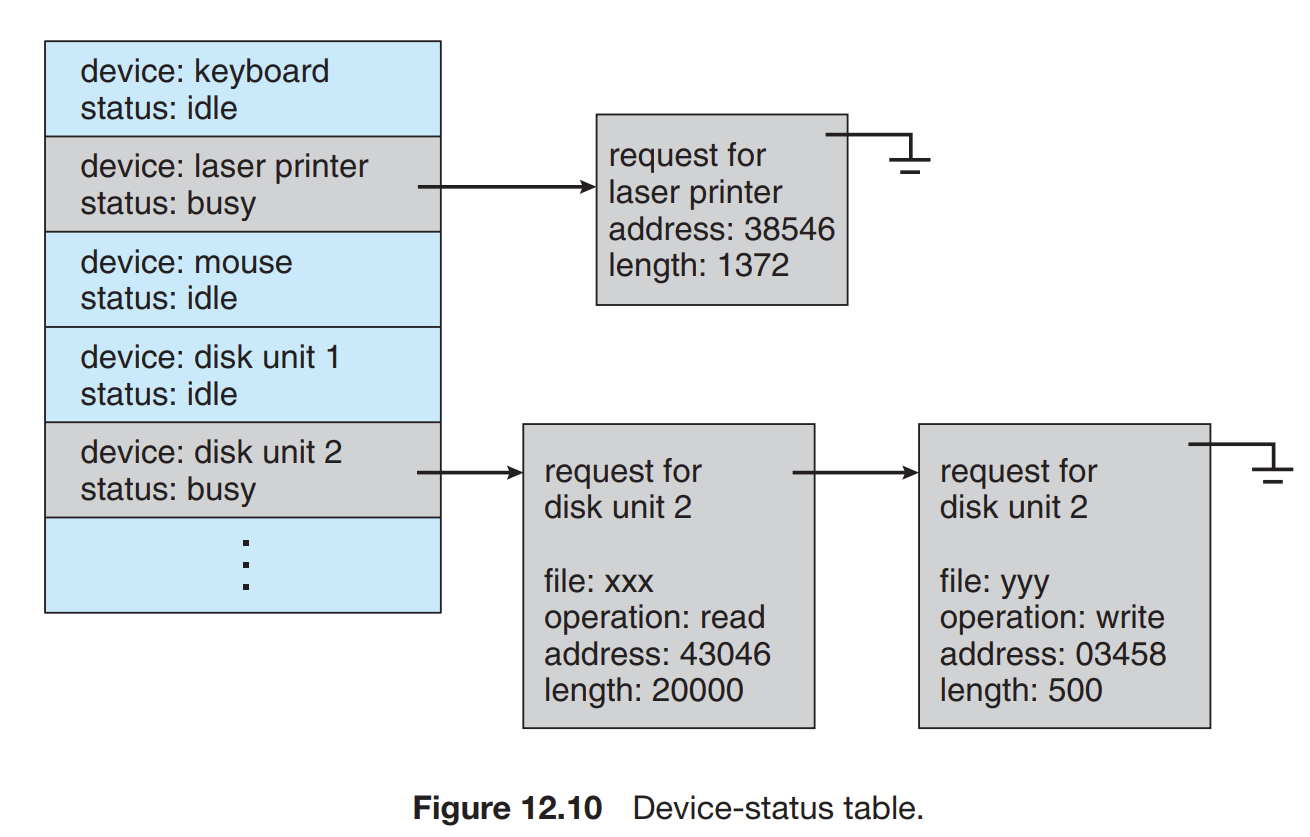 device: keyboard
status: idle
device: laser printer
status: busy
device: mouse
status: idle
device: disk unit 1
status: idle
device: disk unit 2
status: busy
request for
laser printer
address: 38546
length: 1372
request for
disk unit 2
file: xxx
operation: read
address: 43046
length: 20000
request for
disk unit 2
file: yyy
operation: write
address: 03458
length: 500
Figure 12.10 Device-status table.